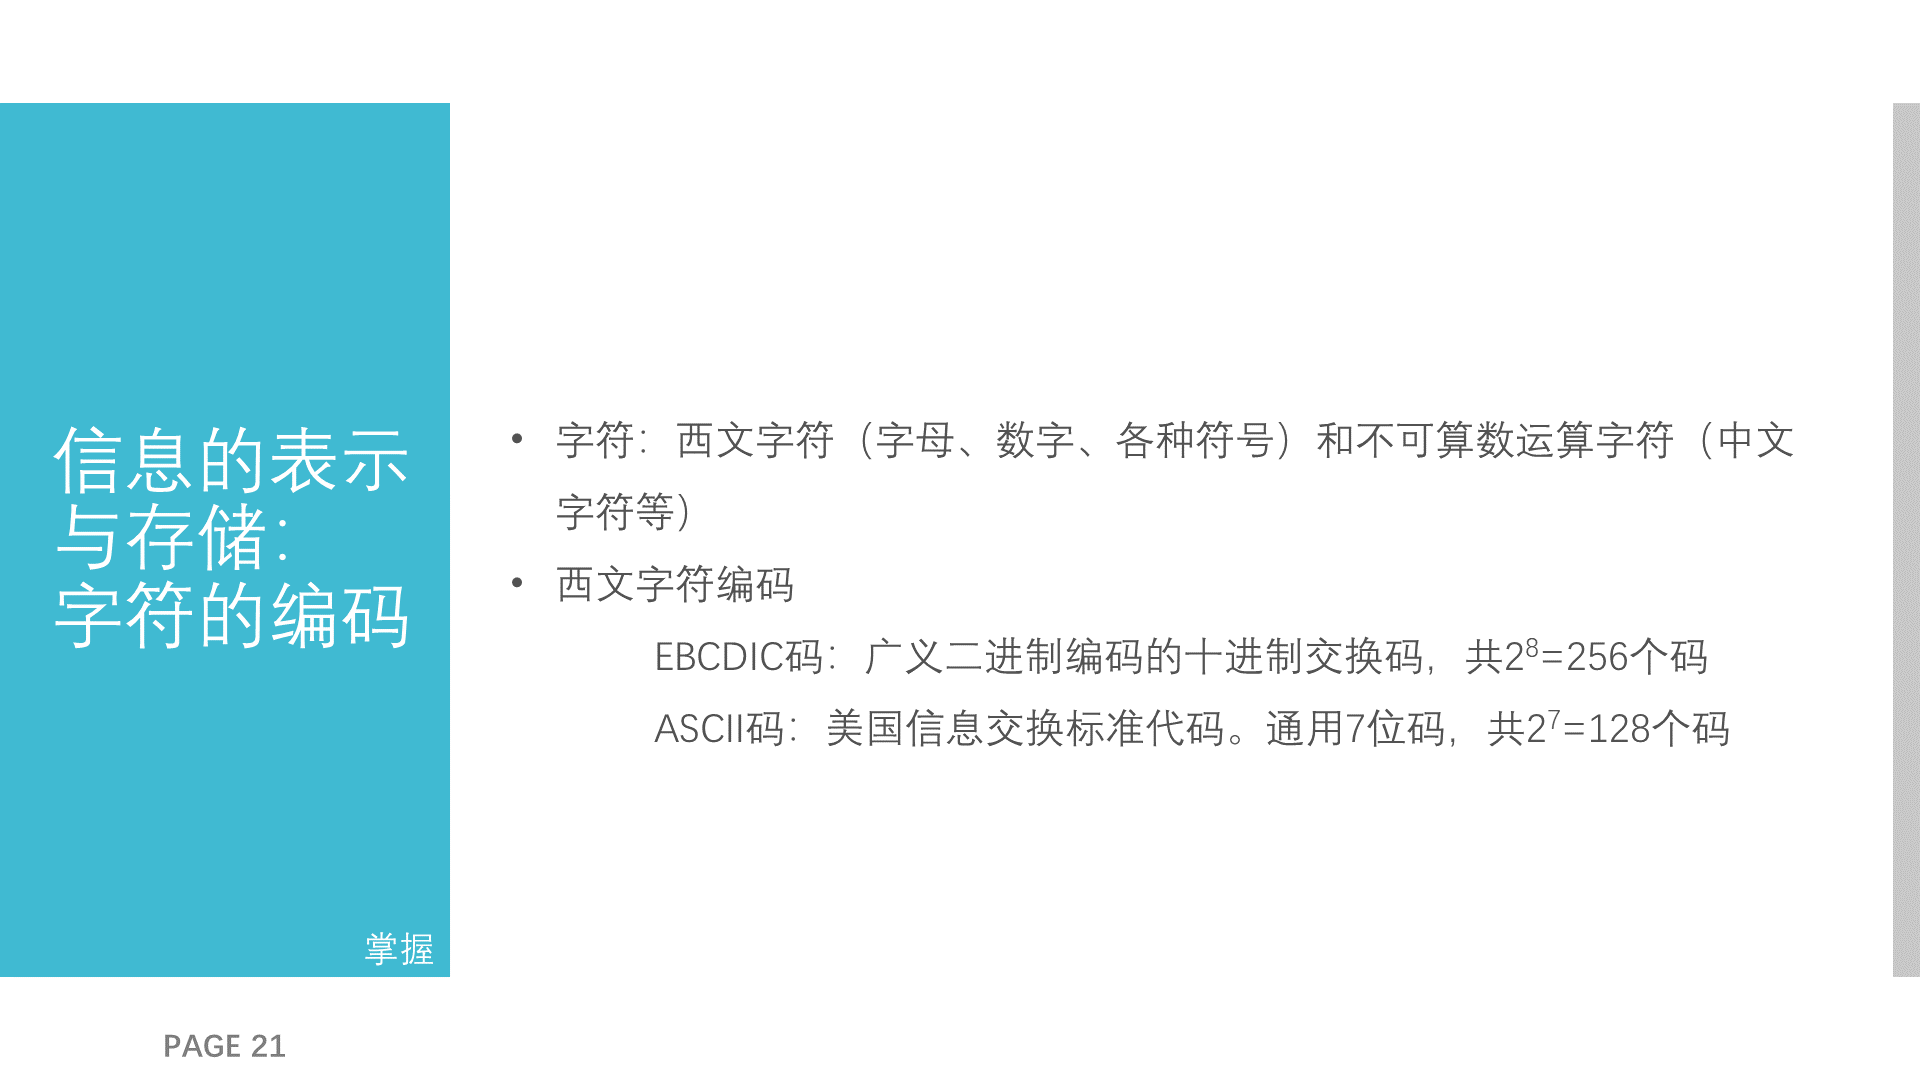 信息的表示
与存储：
字符的编码
掌握
• 字符：西文字符（字母、数字、各种符号）和不可算数运算字符（中文
字符等）
• 西文字符编码
EBCDIC码：广义二进制编码的十进制交换码，共2⁸=256个码
ASCII码：美国信息交换标准代码。通用7位码，共2⁷=128个码
PAGE 21